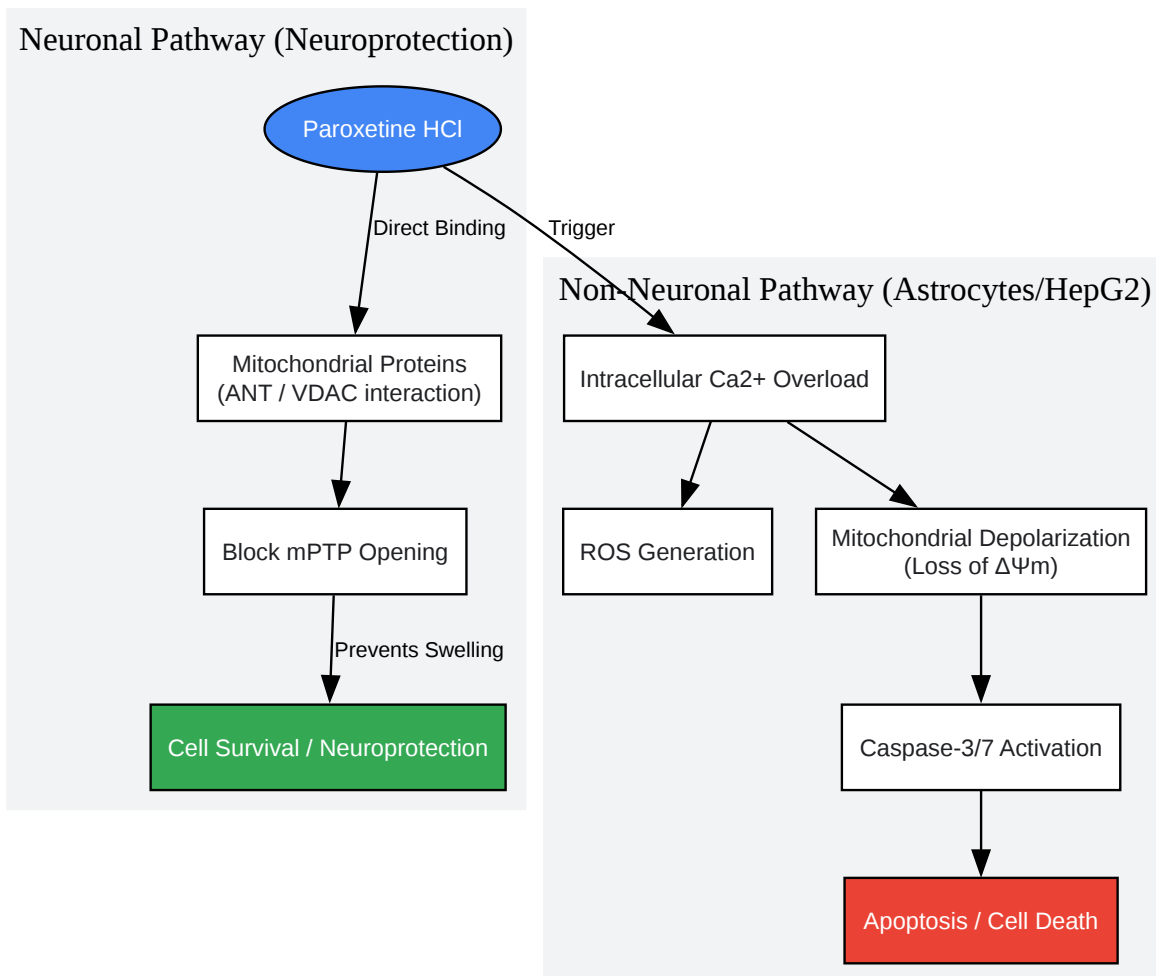 Neuronal Pathway (Neuroprotection)
Paroxetine HCl
Direct Binding
Trigger
Non-Neuronal Pathway (Astrocytes/HepG2)
Mitochondrial Proteins
(ANT / VDAC interaction)
Intracellular Ca2+ Overload
Block mPTP Opening
ROS Generation
Mitochondrial Depolarization
(Loss of ΔΨm)
Prevents Swelling
Cell Survival / Neuroprotection
Caspase-3/7 Activation
Apoptosis / Cell Death